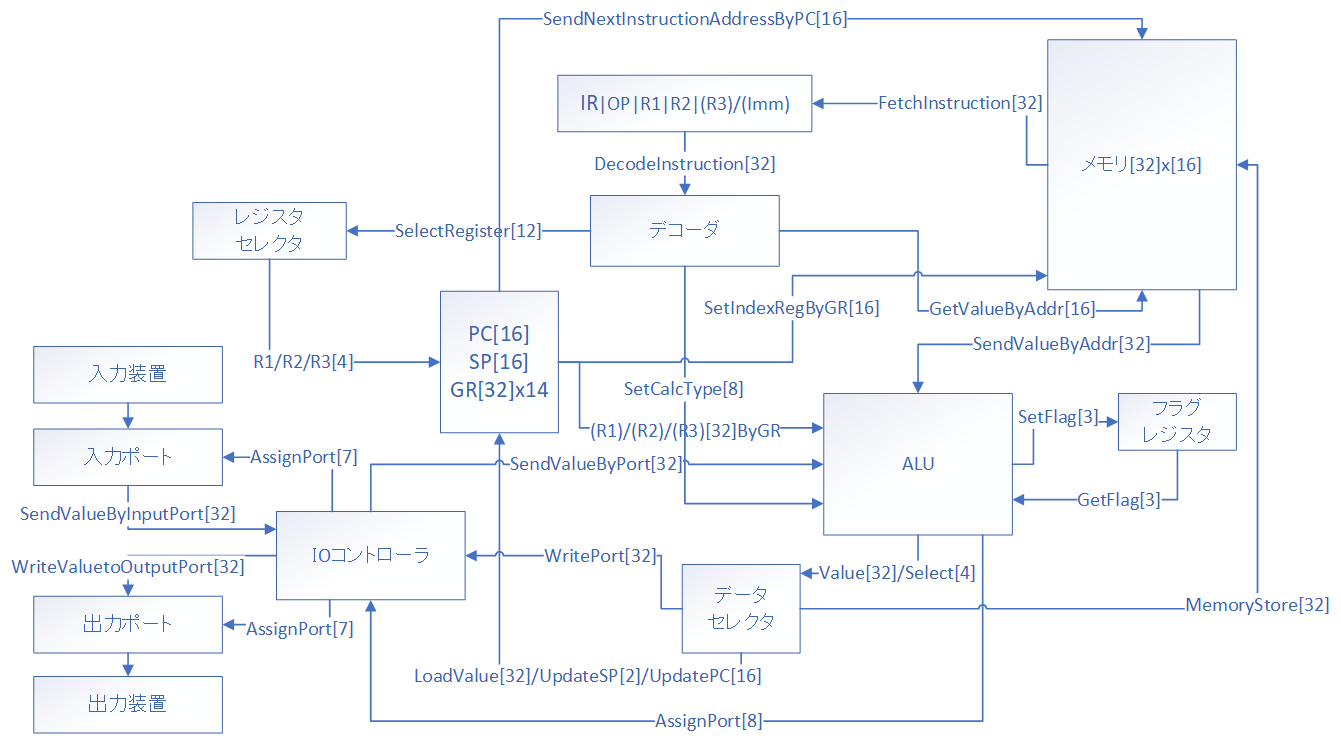 SendNextInstructionAddressByPC[16]
IR|OP|R1|R2|(R3)/(Imm)
FetchInstruction[32]
メモリ[32]x[16]
DecodeInstruction[32]
レジスタ
セレクタ
SelectRegister[12]
デコーダ
SetIndexRegByGR[16]
GetValueByAddr[16]
SendValueByAddr[32]
PC[16]
SP[16]
GR[32]x14
R1/R2/R3[4]
入力装置
SetCalcType[8]
(R1)/(R2)/(R3)[32]ByGR
SetFlag[3]
フラグ
レジスタ
入力ポート
AssignPort[7]
SendValueByPort[32]
ALU
GetFlag[3]
SendValueByInputPort[32]
IOコントローラ
WritePort[32]
WriteValuetoOutputPort[32]
Value[32]/Select[4]
データ
セレクタ
MemoryStore[32]
出力ポート
AssignPort[7]
LoadValue[32]/UpdateSP[2]/UpdatePC[16]
出力装置
AssignPort[8]